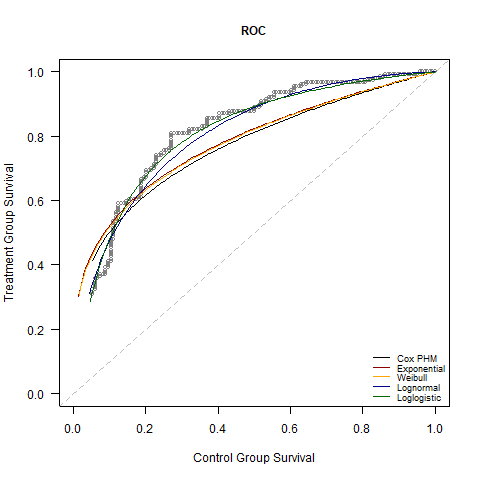 ROC
Treatment Group Survival
1.0
0.8
0.6
0.4
0.2
0.0
Cox PHM
Exponential
Weibull
Lognormal
Loglogistic
0.0 0.2 0.4 0.6 0.8 1.0
Control Group Survival